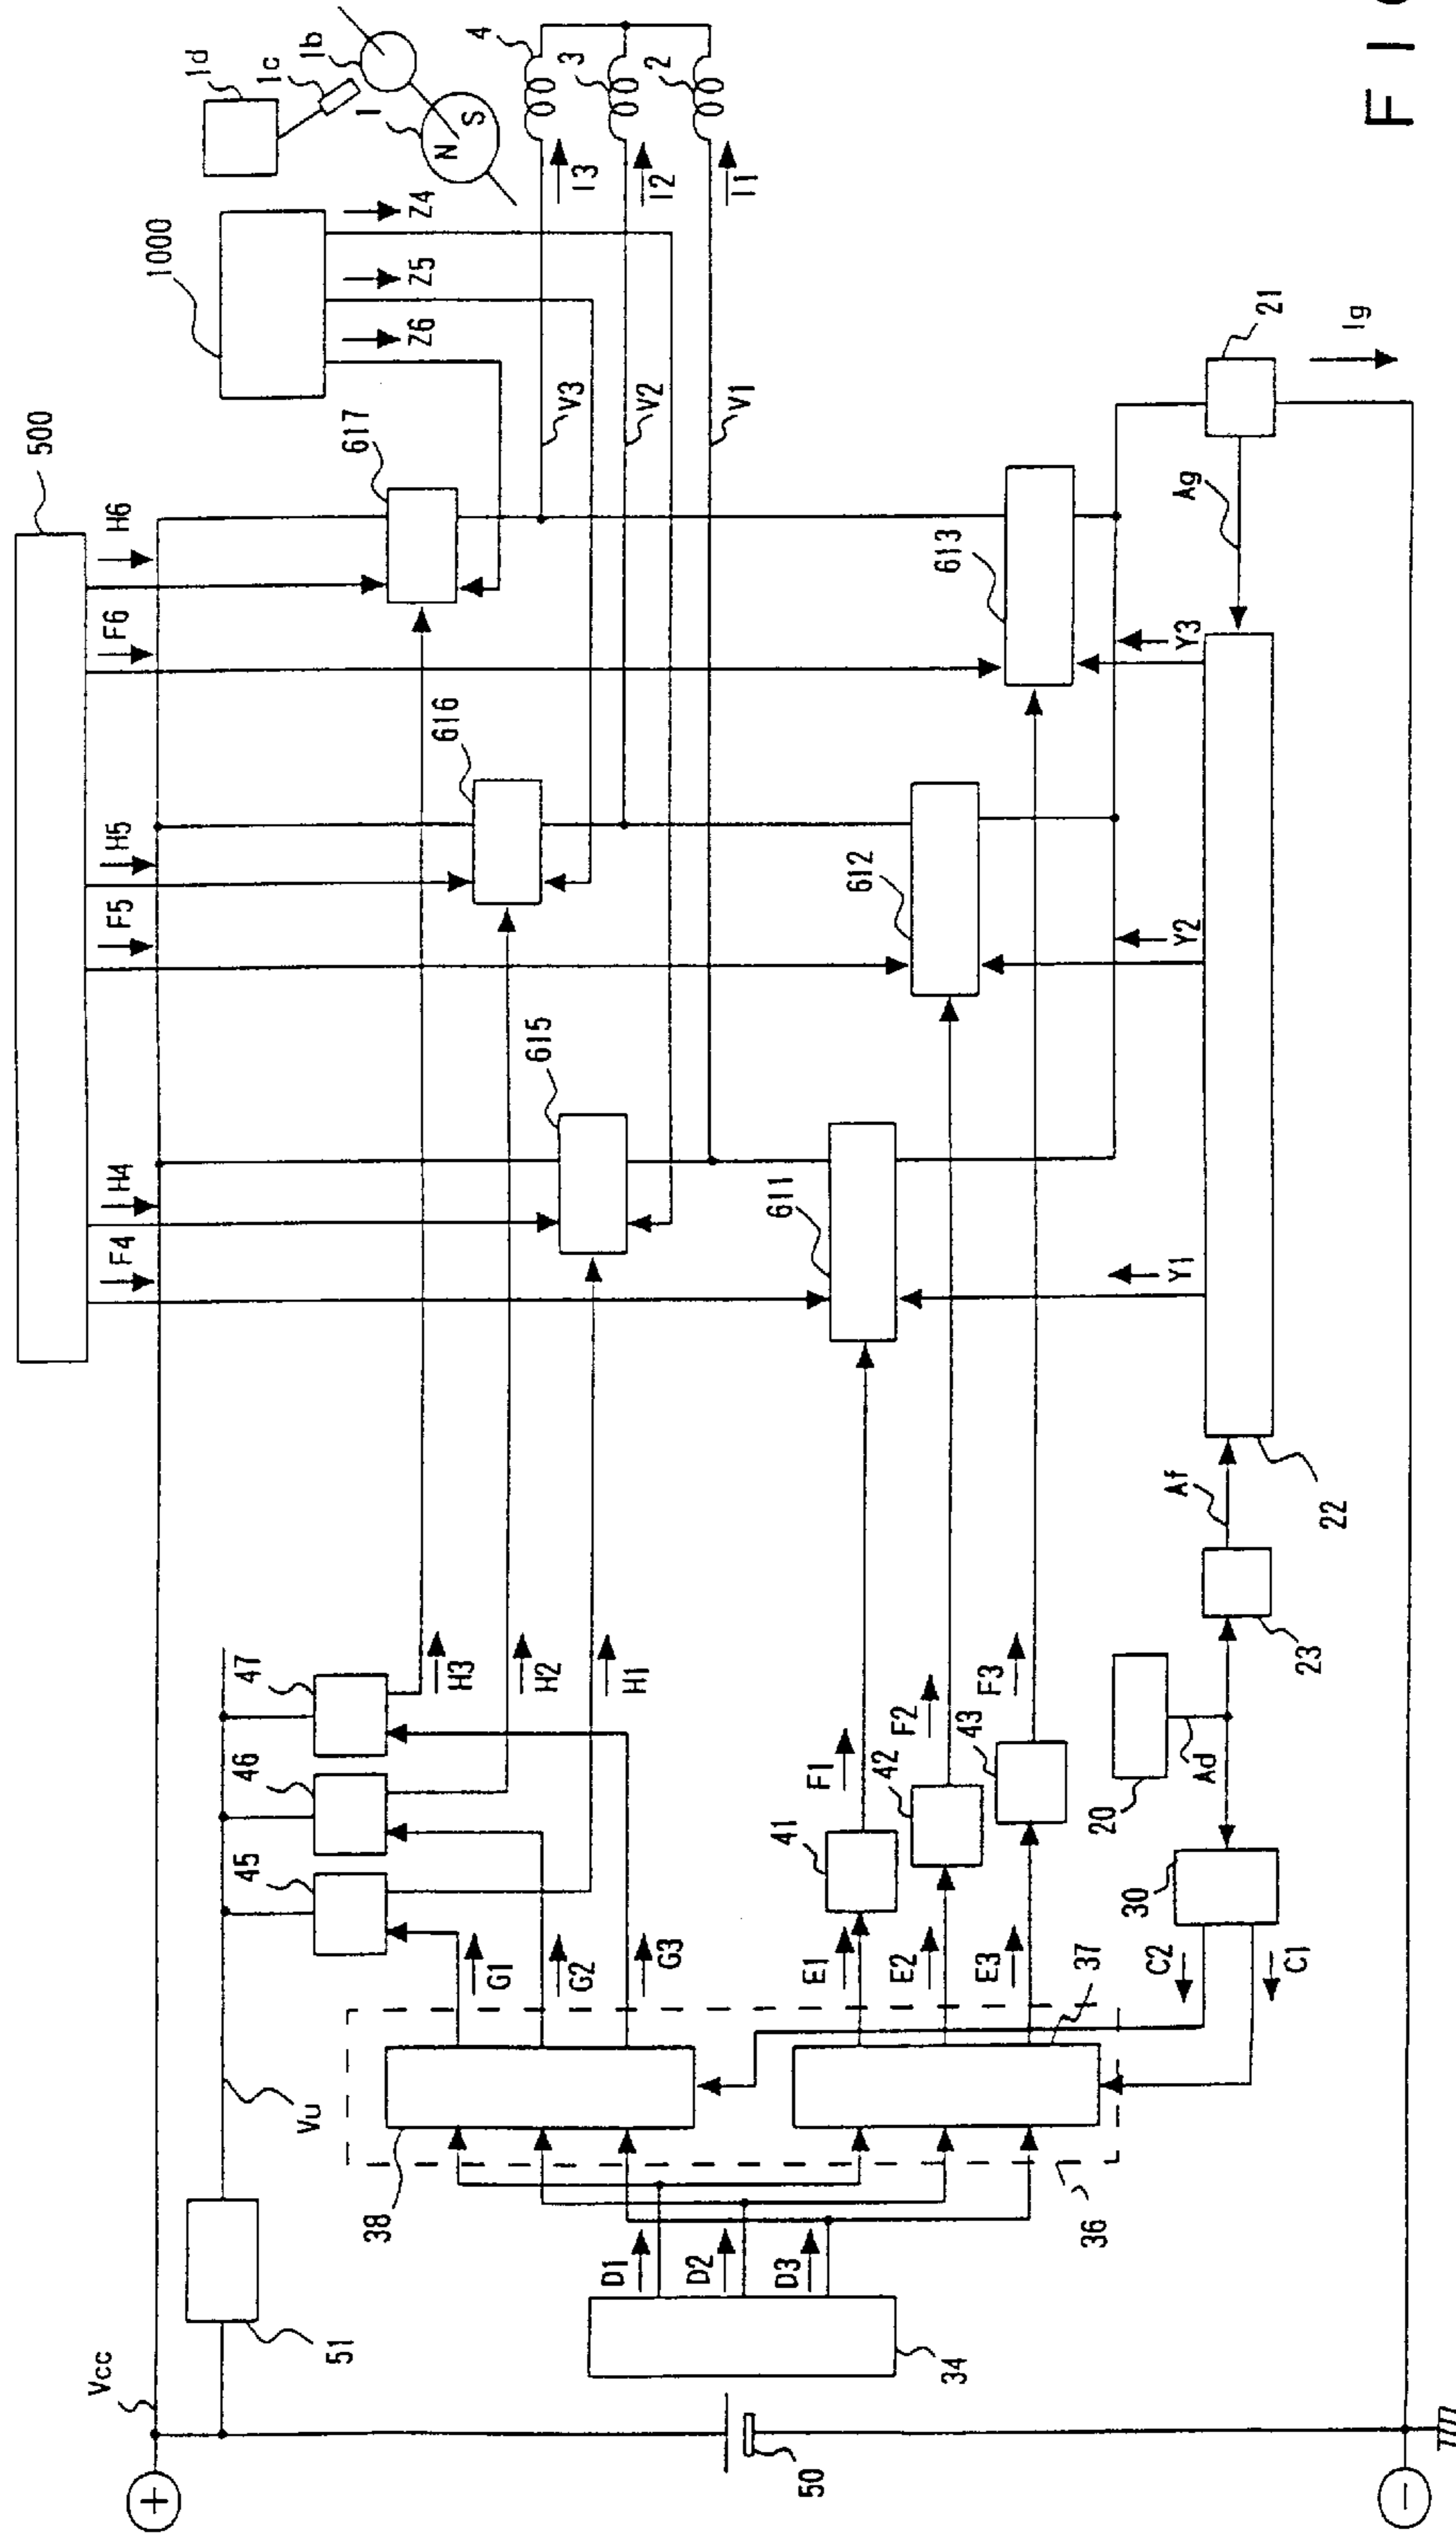 F I G
500
H6
F6
H5
F5
H4
F4
1d
1c
1b
1
N
S
1000
Z4
Z5
Z6
4
3
2
I3
I2
I1
V3
V2
V1
617
616
615
613
612
611
21
Ig
Ag
Y3
Y2
Y1
22
Af
23
20
Ad
30
C2
C1
47
46
45
H3
H2
H1
F1
F2
F3
41
42
43
G1
G2
G3
E1
E2
E3
37
38
36
Vu
51
Vcc
D1
D2
D3
34
50
+
−